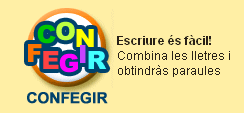 CON
FEGIR
CONFEGIR
Escriure és fàcil!
Combina les lletres i
obtindràs paraules